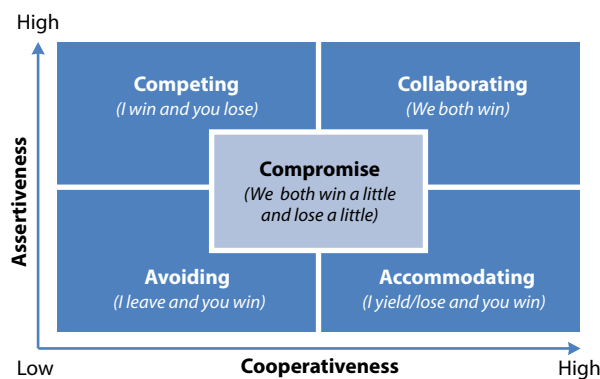 High
Competing
(I win and you lose)
Collaborating
(We both win)
Compromise
(We both win a little
and lose a little)
Assertiveness
Avoiding
(I leave and you win)
Accommodating
(I yield/lose and you win)
Low
Cooperativeness
High